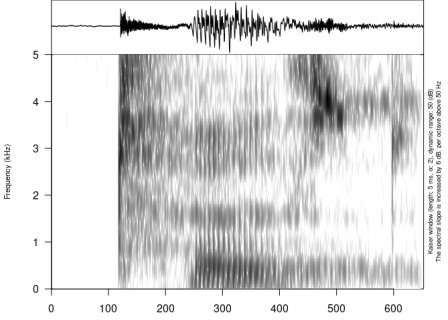 5
4
3
2
1
0
Frequency (kHz)
0 100 200 300 400 500 600
Kaiser window (length: 5 ms, α: 2), dynamic range: 50 (dB)
The spectral slope is increased by 6 dB, per octave above 50 Hz